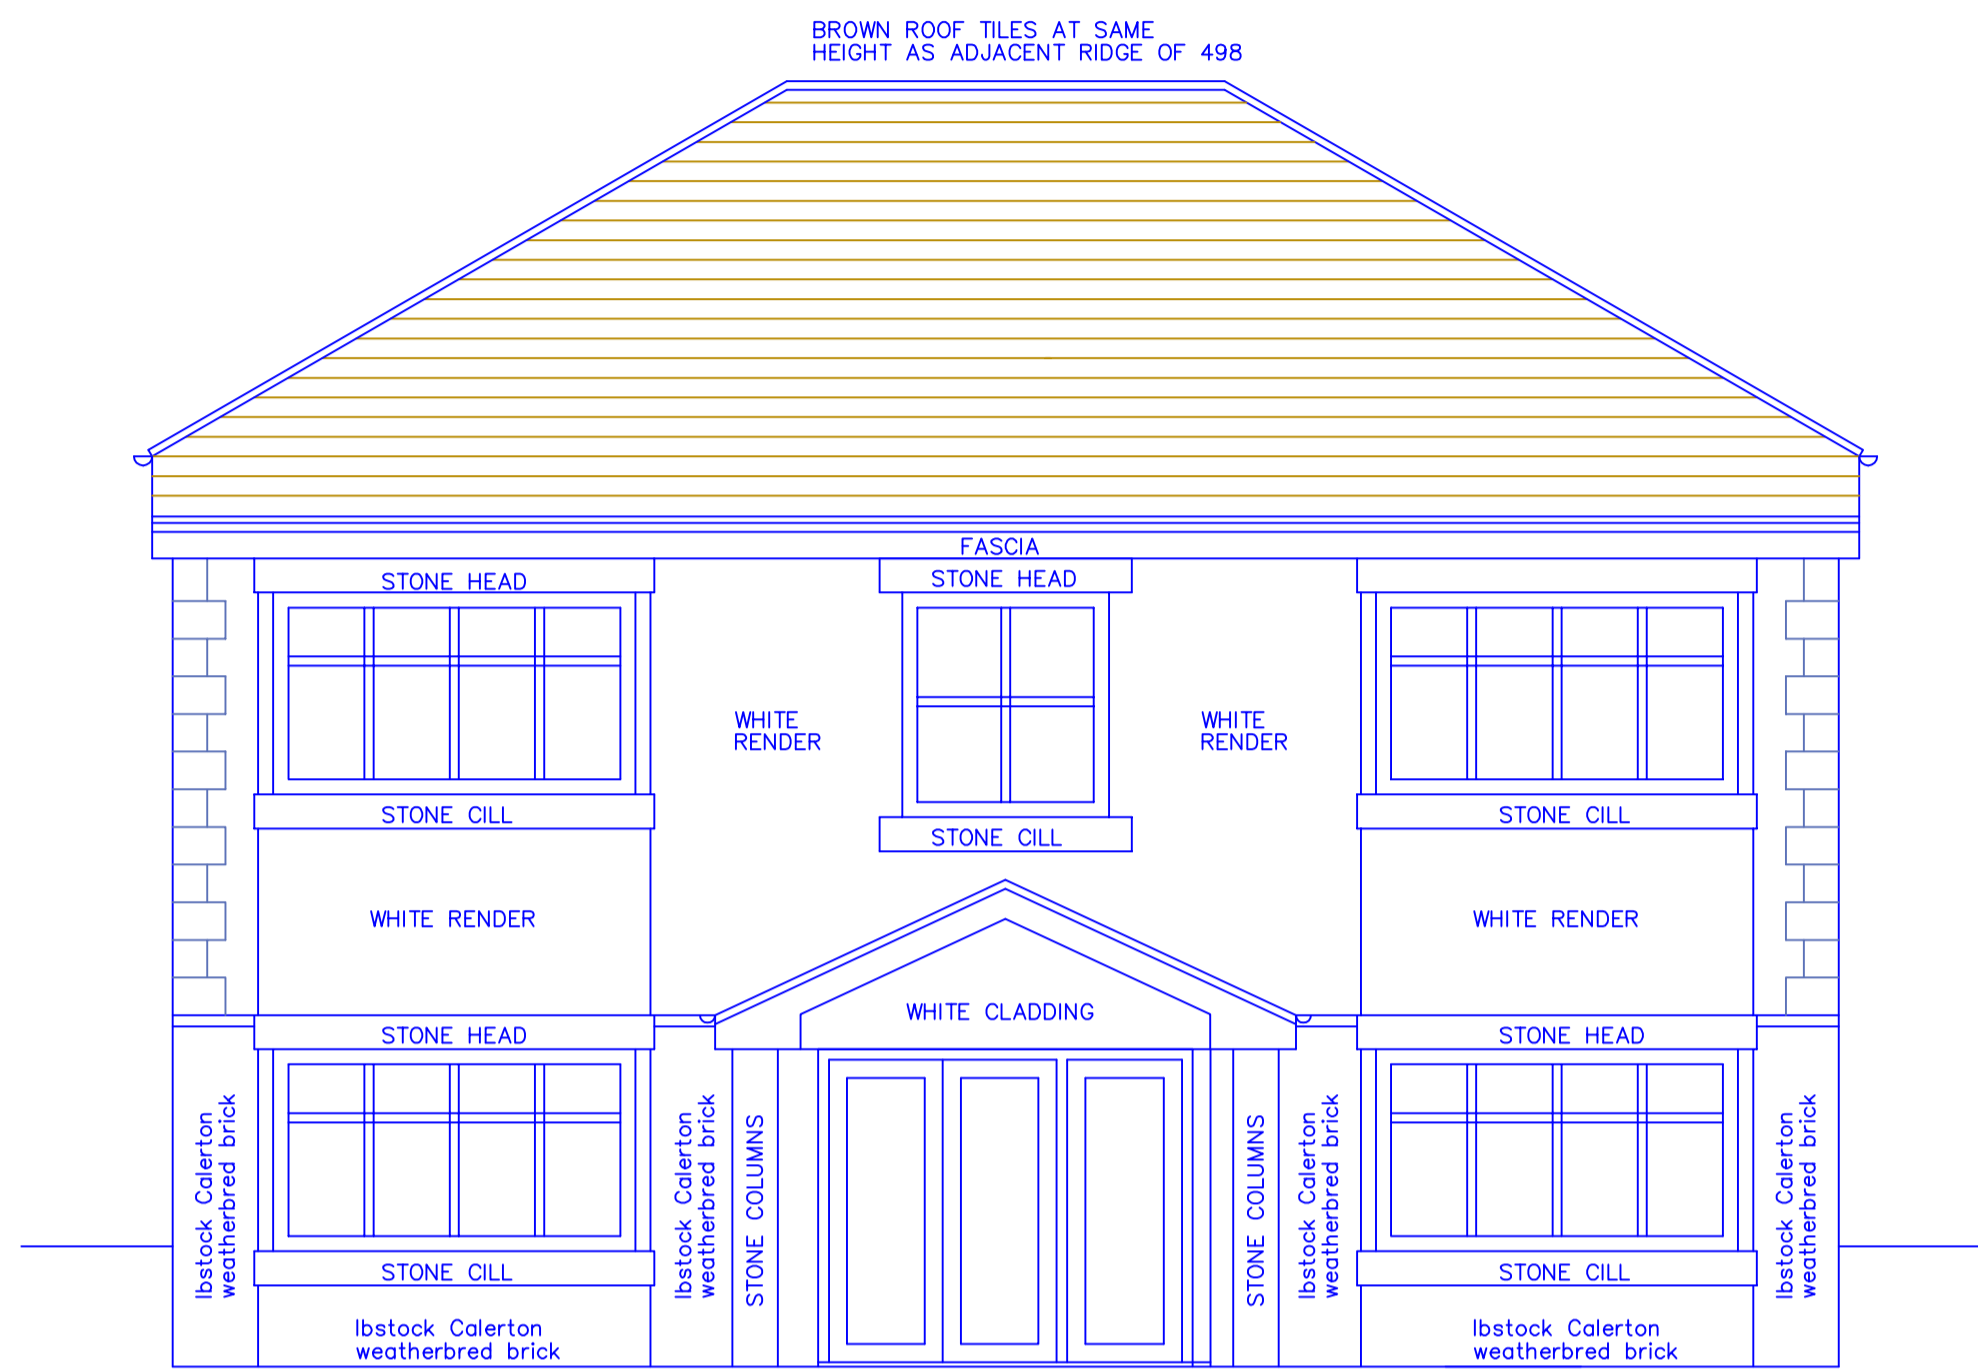 BROWN ROOF TILES AT SAME
HEIGHT AS ADJACENT RIDGE OF 498
FASCIA
STONE HEAD
STONE HEAD
WHITE
RENDER
WHITE
RENDER
STONE CILL
STONE CILL
STONE CILL
WHITE RENDER
WHITE RENDER
WHITE CLADDING
STONE HEAD
STONE HEAD
Ibstock Calerton
weatherbred brick
Ibstock Calerton
weatherbred brick
STONE COLUMNS
STONE COLUMNS
Ibstock Calerton
weatherbred brick
Ibstock Calerton
weatherbred brick
STONE CILL
STONE CILL
Ibstock Calerton
weatherbred brick
Ibstock Calerton
weatherbred brick